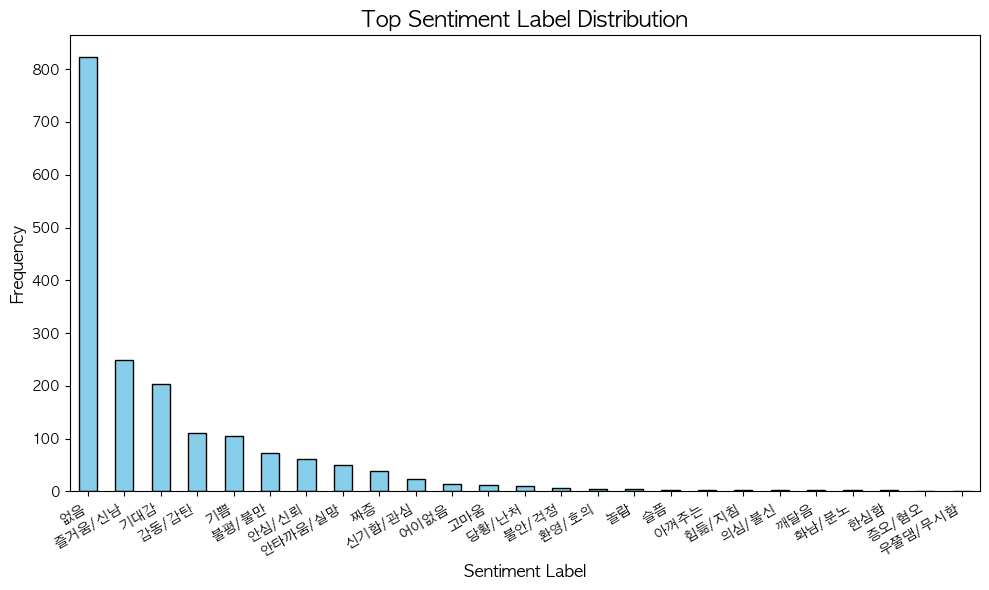 Top Sentiment Label Distribution
Frequency
800
700
600
500
400
300
200
100
0
없음
즐거움/신남
기대감
감동/감탄
기쁨
불평/불만
안심/신뢰
안타까움/실망
짜증
신기함/관심
어이없음
고마움
당황/난처
불안/걱정
환영/호의
놀람
슬픔
아껴주는
힘듦/지침
의심/불신
깨달음
화남/분노
한심함
증오/혐오
우쭐댐/무시함
Sentiment Label